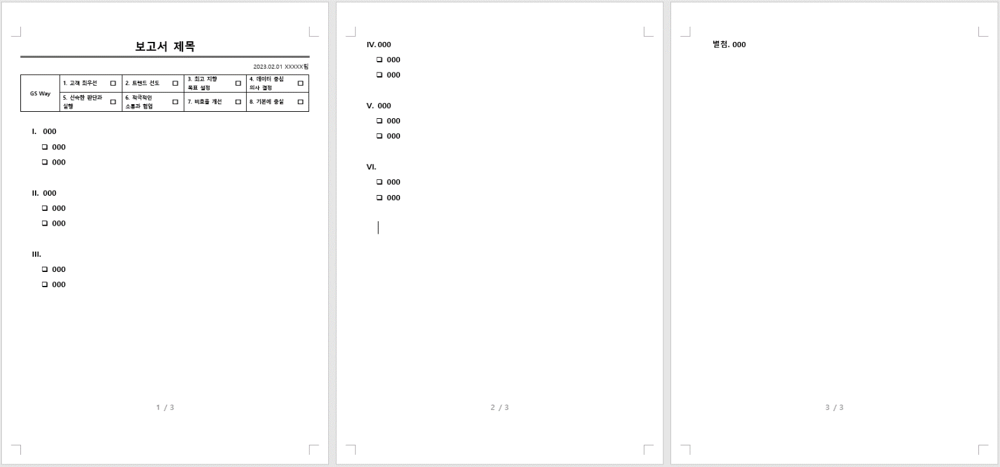 보고서 제목
2023.02.01 XXXXX팀
GS Way
1. 고객 최우선 □
2. 트렌드 선도 □
3. 최고 지향
목표 설정 □
4. 데이터 중심
의사 결정 □
5. 신속한 판단과
실행 □
6. 적극적인
소통과 협업 □
7. 비효율 개선 □
8. 기본에 충실 □
I. 000
❑ 000
❑ 000
II. 000
❑ 000
❑ 000
III.
❑ 000
❑ 000
1 / 3
IV. 000
❑ 000
❑ 000
V. 000
❑ 000
❑ 000
VI.
❑ 000
❑ 000
2 / 3
별첨. 000
3 / 3